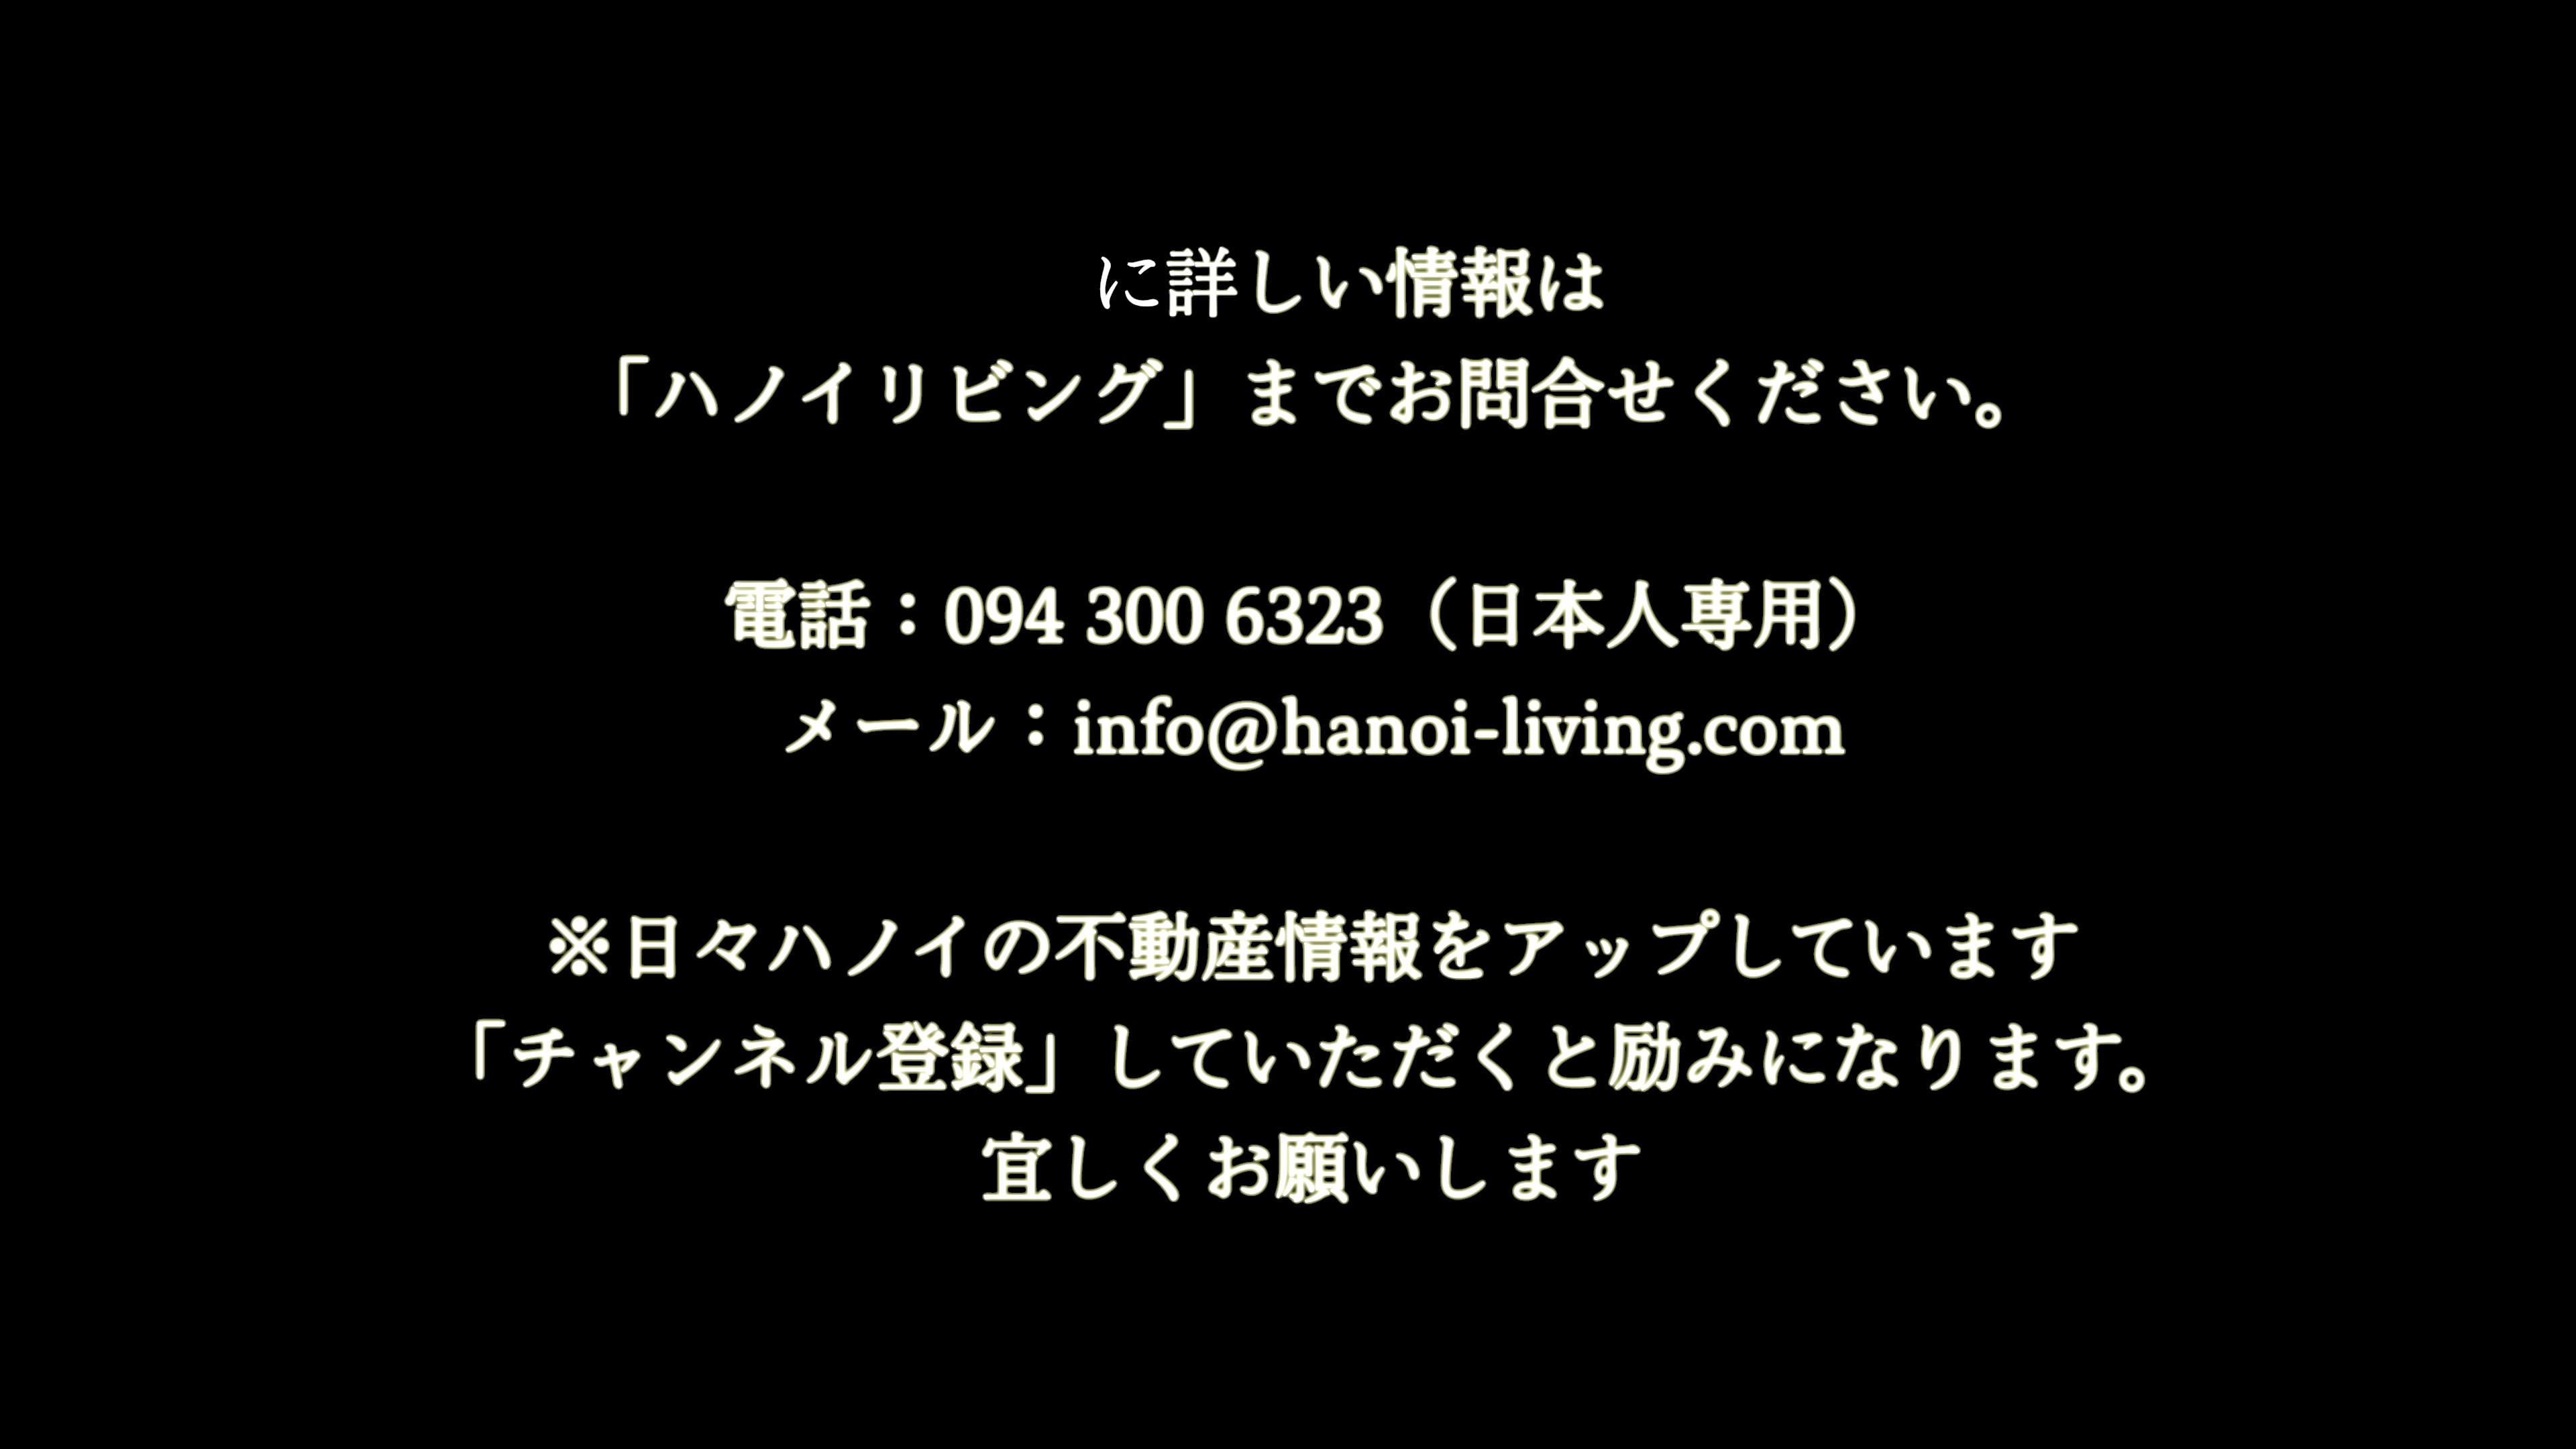 に詳しい情報は
「ハノイリビング」までお問合せください。
電話：094 300 6323（日本人専用）
メール：info@hanoi-living.com
※日々ハノイの不動産情報をアップしています
「チャンネル登録」していただくと励みになります。
宜しくお願いします